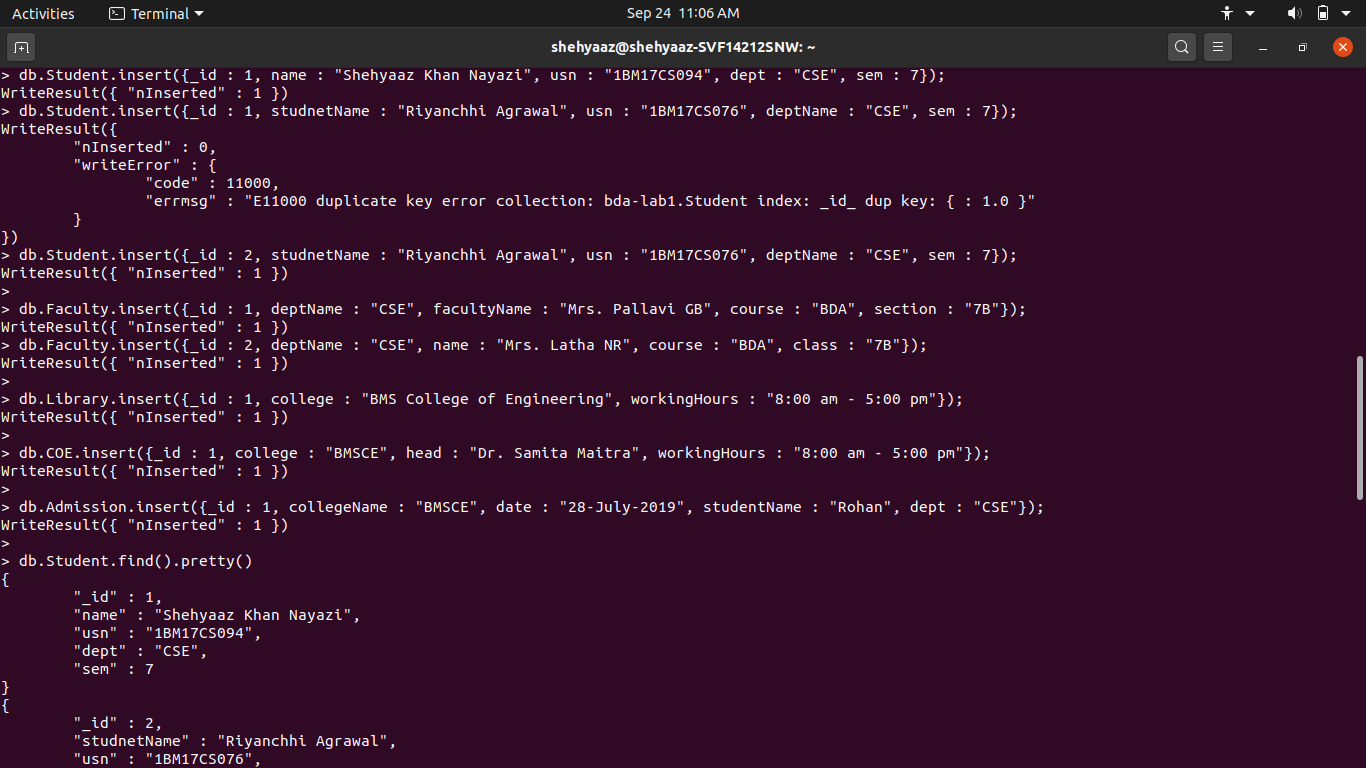 Activities Terminal Sep 24 11:06 AM
shehyaaz@shehyaaz-SVF14212SNW: ~
> db.Student.insert({_id : 1, name : "Shehyaaz Khan Nayazi", usn : "1BM17CS094", dept : "CSE", sem : 7});
WriteResult({ "nInserted" : 1 })
> db.Student.insert({_id : 1, studnetName : "Riyanchhi Agrawal", usn : "1BM17CS076", deptName : "CSE", sem : 7});
WriteResult({
        "nInserted" : 0,
        "writeError" : {
                "code" : 11000,
                "errmsg" : "E11000 duplicate key error collection: bda-lab1.Student index: _id_ dup key: { : 1.0 }"
        }
})
> db.Student.insert({_id : 2, studnetName : "Riyanchhi Agrawal", usn : "1BM17CS076", deptName : "CSE", sem : 7});
WriteResult({ "nInserted" : 1 })
>
> db.Faculty.insert({_id : 1, deptName : "CSE", facultyName : "Mrs. Pallavi GB", course : "BDA", section : "7B"});
WriteResult({ "nInserted" : 1 })
> db.Faculty.insert({_id : 2, deptName : "CSE", name : "Mrs. Latha NR", course : "BDA", class : "7B"});
WriteResult({ "nInserted" : 1 })
>
> db.Library.insert({_id : 1, college : "BMS College of Engineering", workingHours : "8:00 am - 5:00 pm"});
WriteResult({ "nInserted" : 1 })
>
> db.COE.insert({_id : 1, college : "BMSCE", head : "Dr. Samita Maitra", workingHours : "8:00 am - 5:00 pm"});
WriteResult({ "nInserted" : 1 })
>
> db.Admission.insert({_id : 1, collegeName : "BMSCE", date : "28-July-2019", studentName : "Rohan", dept : "CSE"});
WriteResult({ "nInserted" : 1 })
>
> db.Student.find().pretty()
{
        "_id" : 1,
        "name" : "Shehyaaz Khan Nayazi",
        "usn" : "1BM17CS094",
        "dept" : "CSE",
        "sem" : 7
}
{
        "_id" : 2,
        "studnetName" : "Riyanchhi Agrawal",
        "usn" : "1BM17CS076",